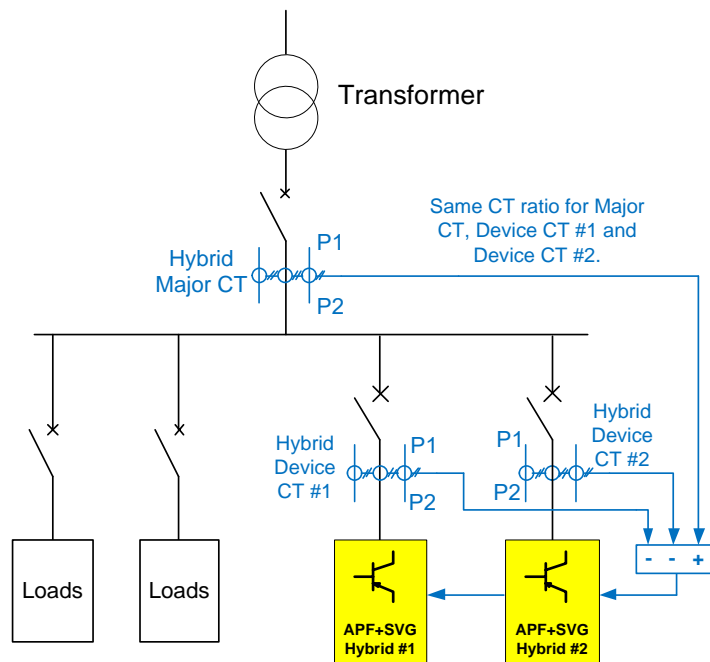 Transformer
Same CT ratio for Major
CT, Device CT #1 and
Device CT #2.
Hybrid
Major CT
P1
P2
Hybrid
Device
CT #1
P1
P2
P1
P2
Hybrid
Device
CT #2
- - +
Loads
Loads
APF+SVG
Hybrid #1
APF+SVG
Hybrid #2